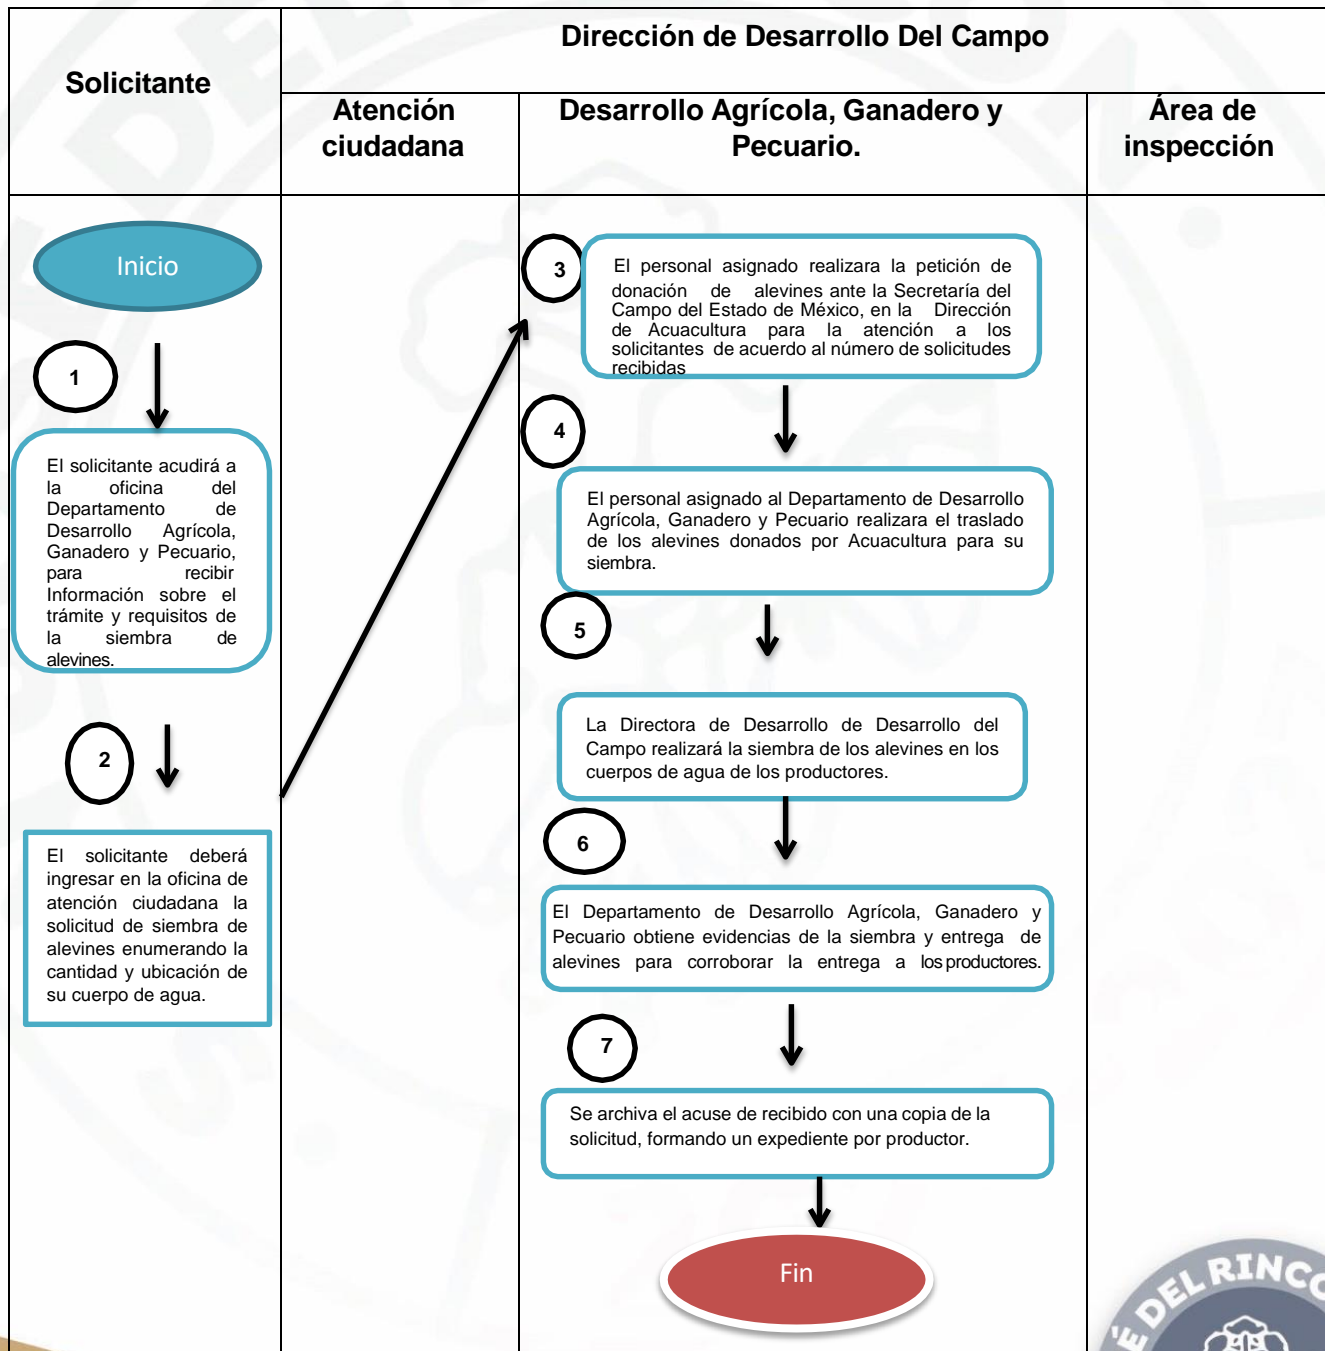 Solicitante
Dirección de Desarrollo Del Campo
Atención
ciudadana
Desarrollo Agrícola, Ganadero y
Pecuario.
Área de
inspección
Inicio
1
El solicitante acudirá a
la oficina del
Departamento de
Desarrollo Agrícola,
Ganadero y Pecuario,
para recibir
Información sobre el
trámite y requisitos de
la siembra de
alevines.
2
El solicitante deberá
ingresar en la oficina de
atención ciudadana la
solicitud de siembra de
alevines enumerando la
cantidad y ubicación de
su cuerpo de agua.
3
El personal asignado realizara la petición de
donación de alevines ante la Secretaría del
Campo del Estado de México, en la Dirección
de Acuacultura para la atención a los
solicitantes de acuerdo al número de solicitudes
recibidas
4
El personal asignado al Departamento de Desarrollo
Agrícola, Ganadero y Pecuario realizara el traslado
de los alevines donados por Acuacultura para su
siembra.
5
La Directora de Desarrollo de Desarrollo del
Campo realizará la siembra de los alevines en los
cuerpos de agua de los productores.
6
El Departamento de Desarrollo Agrícola, Ganadero y
Pecuario obtiene evidencias de la siembra y entrega de
alevines para corroborar la entrega a los productores.
7
Se archiva el acuse de recibido con una copia de la
solicitud, formando un expediente por productor.
Fin
DEL RINCO